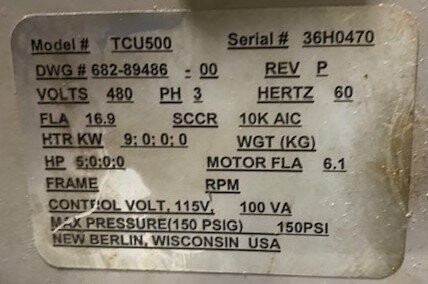 Model # TCU500 Serial # 36H0470
DWG # 682-89486 - 00 REV P
VOLTS 480 PH 3 HERTZ 60
FLA 16.9 SCCR 10K AIC
HTR KW 9; 0; 0; 0 WGT (KG)
HP 5;0;0;0 MOTOR FLA 6.1
FRAME RPM
CONTROL VOLT, 115V, 100 VA
MAX PRESSURE(150 PSIG) 150PSI
NEW BERLIN, WISCONSIN USA